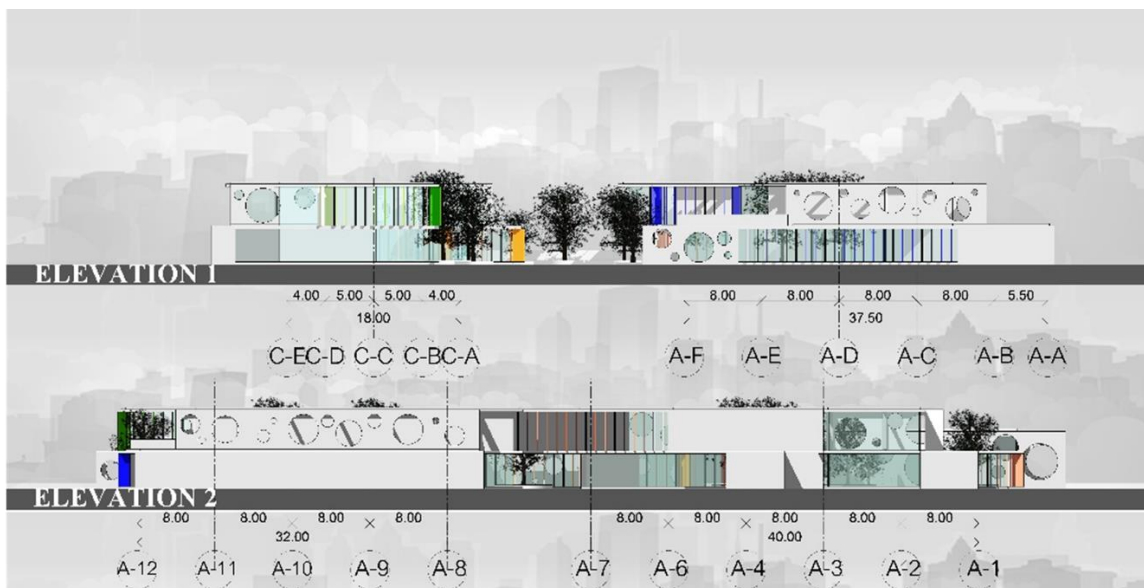 ELEVATION 1
4.00 5.00 5.00 4.00 8.00 8.00 8.00 8.00 5.50
18.00 37.50
C-E C-D C-C C-B C-A A-F A-E A-D A-C A-B A-A
ELEVATION 2
8.00 8.00 8.00 8.00 8.00 8.00 8.00 8.00 8.00
32.00 40.00
A-12 A-11 A-10 A-9 A-8 A-7 A-6 A-4 A-3 A-2 A-1